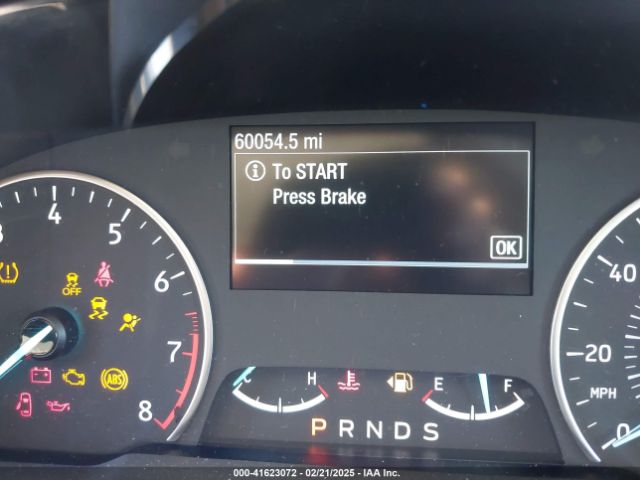 60054.5 mi
To START
Press Brake
OK
4
5
6
7
8
OFF
ABS
C H
E F
P R N D S
40
20
MPH
0
000-41623072 - 02/21/2025 - IAA Inc.